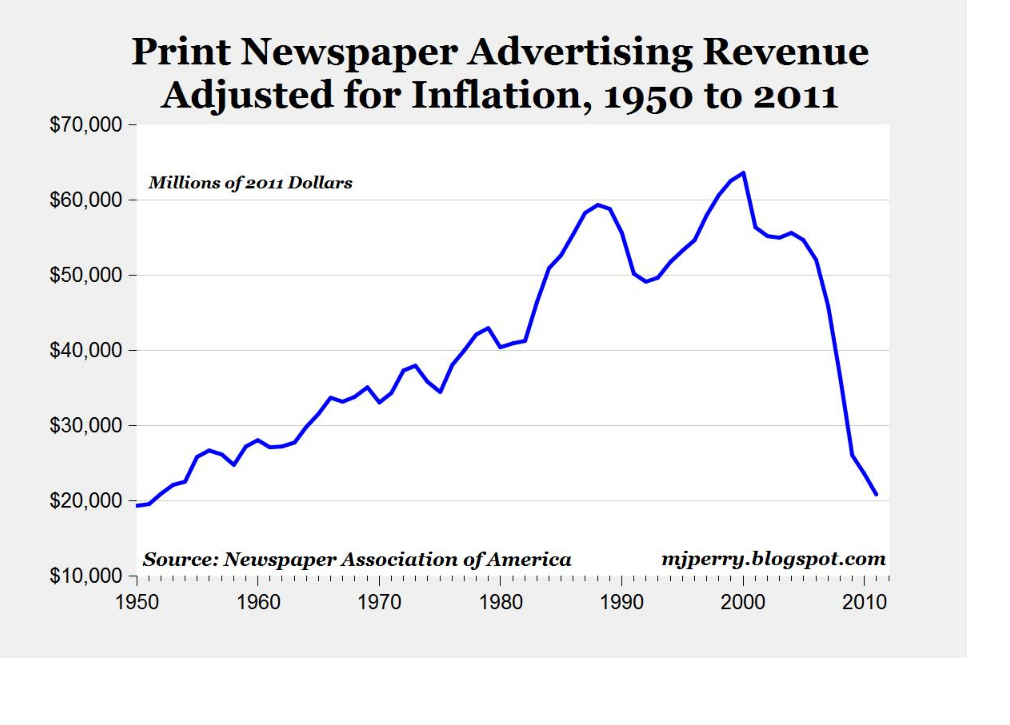 Print Newspaper Advertising Revenue
Adjusted for Inflation, 1950 to 2011
$70,000
Millions of 2011 Dollars
$60,000
$50,000
$40,000
$30,000
$20,000
Source: Newspaper Association of America mjperry.blogspot.com
$10,000
1950 1960 1970 1980 1990 2000 2010